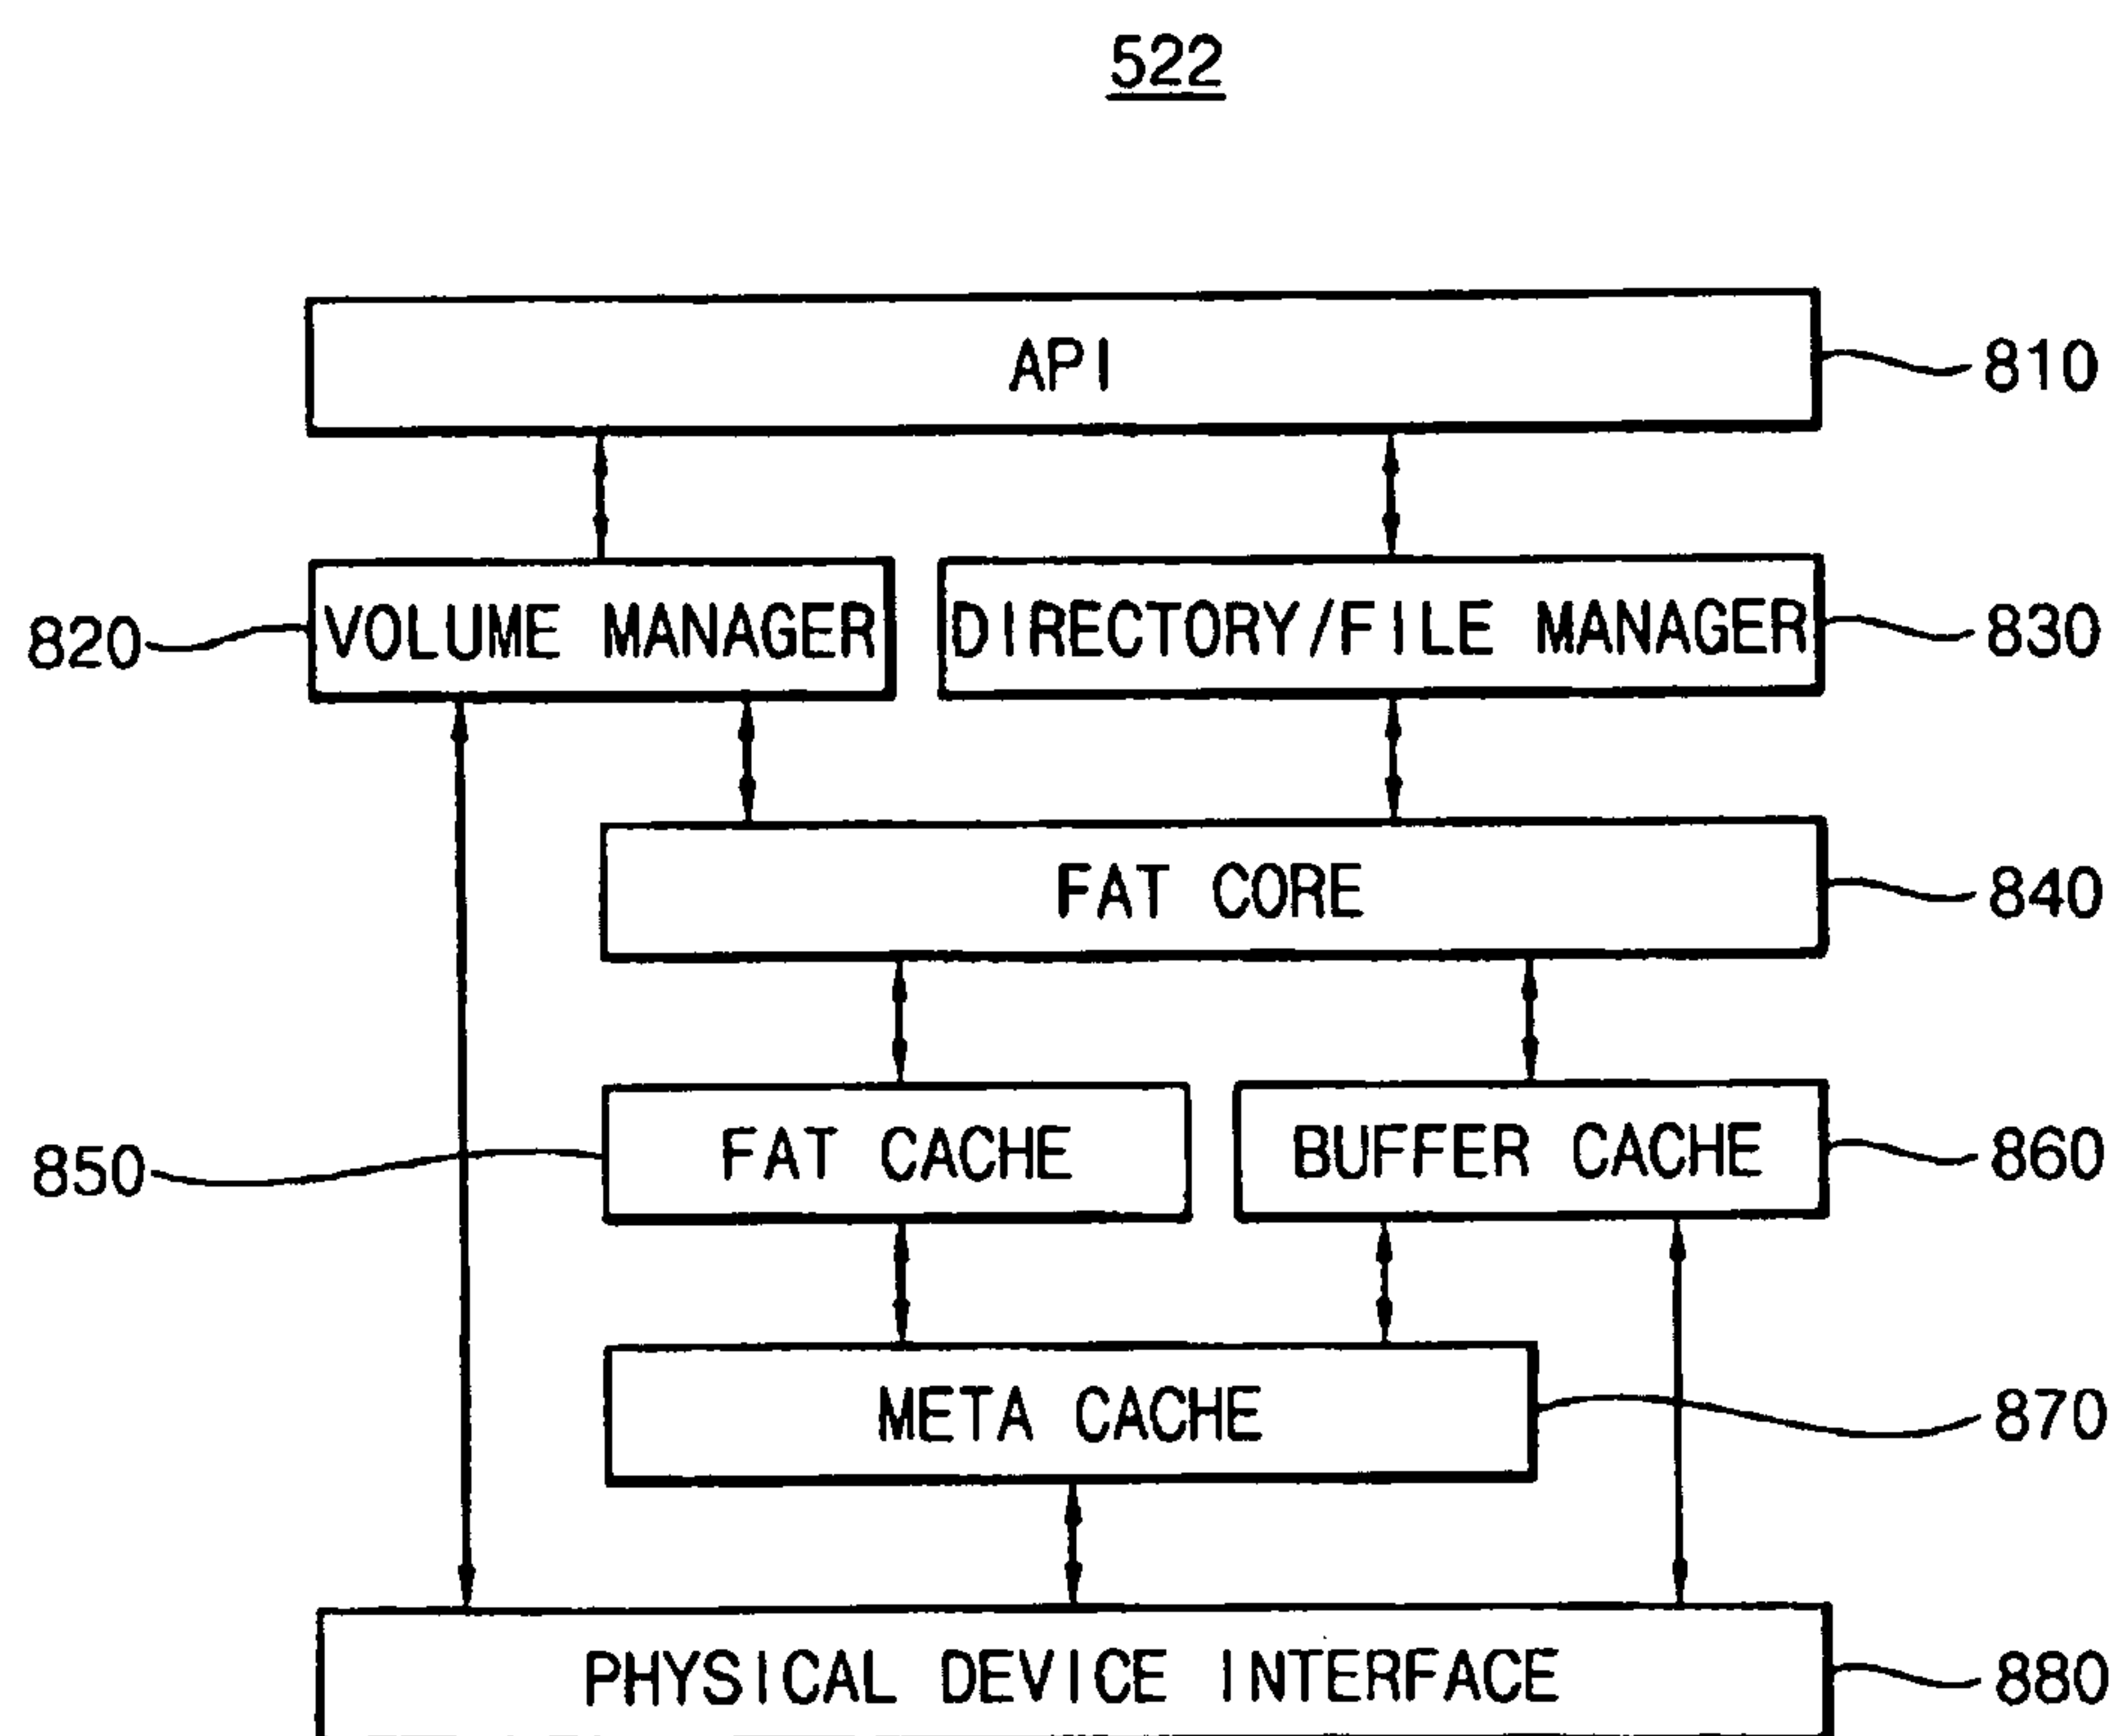 522
API
810
820
VOLUME MANAGER
DIRECTORY/FILE MANAGER
830
FAT CORE
840
850
FAT CACHE
BUFFER CACHE
860
META CACHE
870
PHYSICAL DEVICE INTERFACE
880